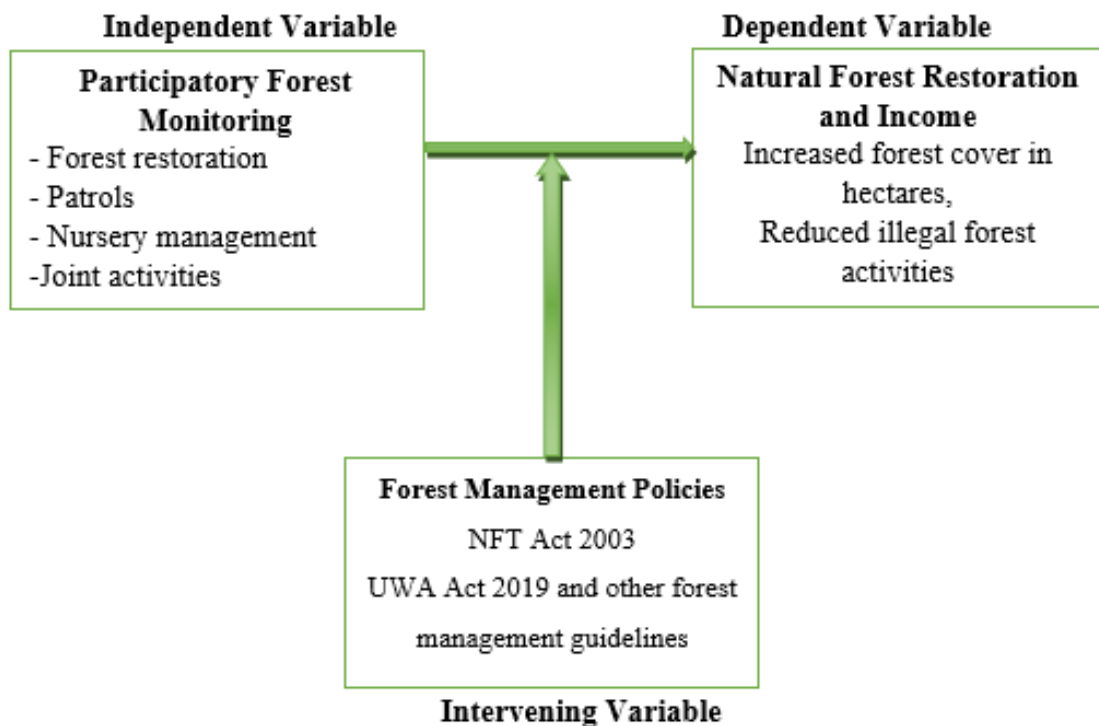 Independent Variable
Participatory Forest
Monitoring
- Forest restoration
- Patrols
- Nursery management
-Joint activities
Dependent Variable
Natural Forest Restoration
and Income
Increased forest cover in
hectares,
Reduced illegal forest
activities
Forest Management Policies
NFT Act 2003
UWA Act 2019 and other forest
management guidelines
Intervening Variable